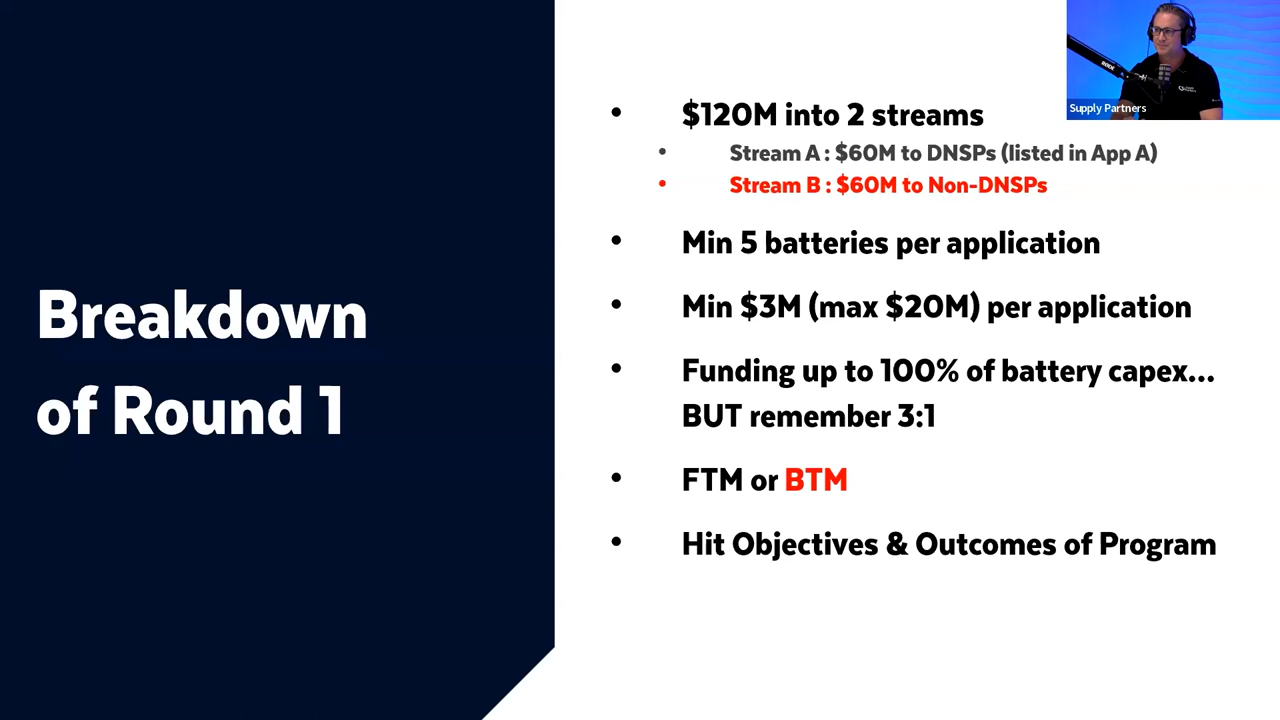 Breakdown
of Round 1
• $120M into 2 streams
• Stream A : $60M to DNSPs (listed in App A)
• Stream B : $60M to Non-DNSPs
• Min 5 batteries per application
• Min $3M (max $20M) per application
• Funding up to 100% of battery capex...
BUT remember 3:1
• FTM or BTM
• Hit Objectives & Outcomes of Program
RODE
Supply Partners